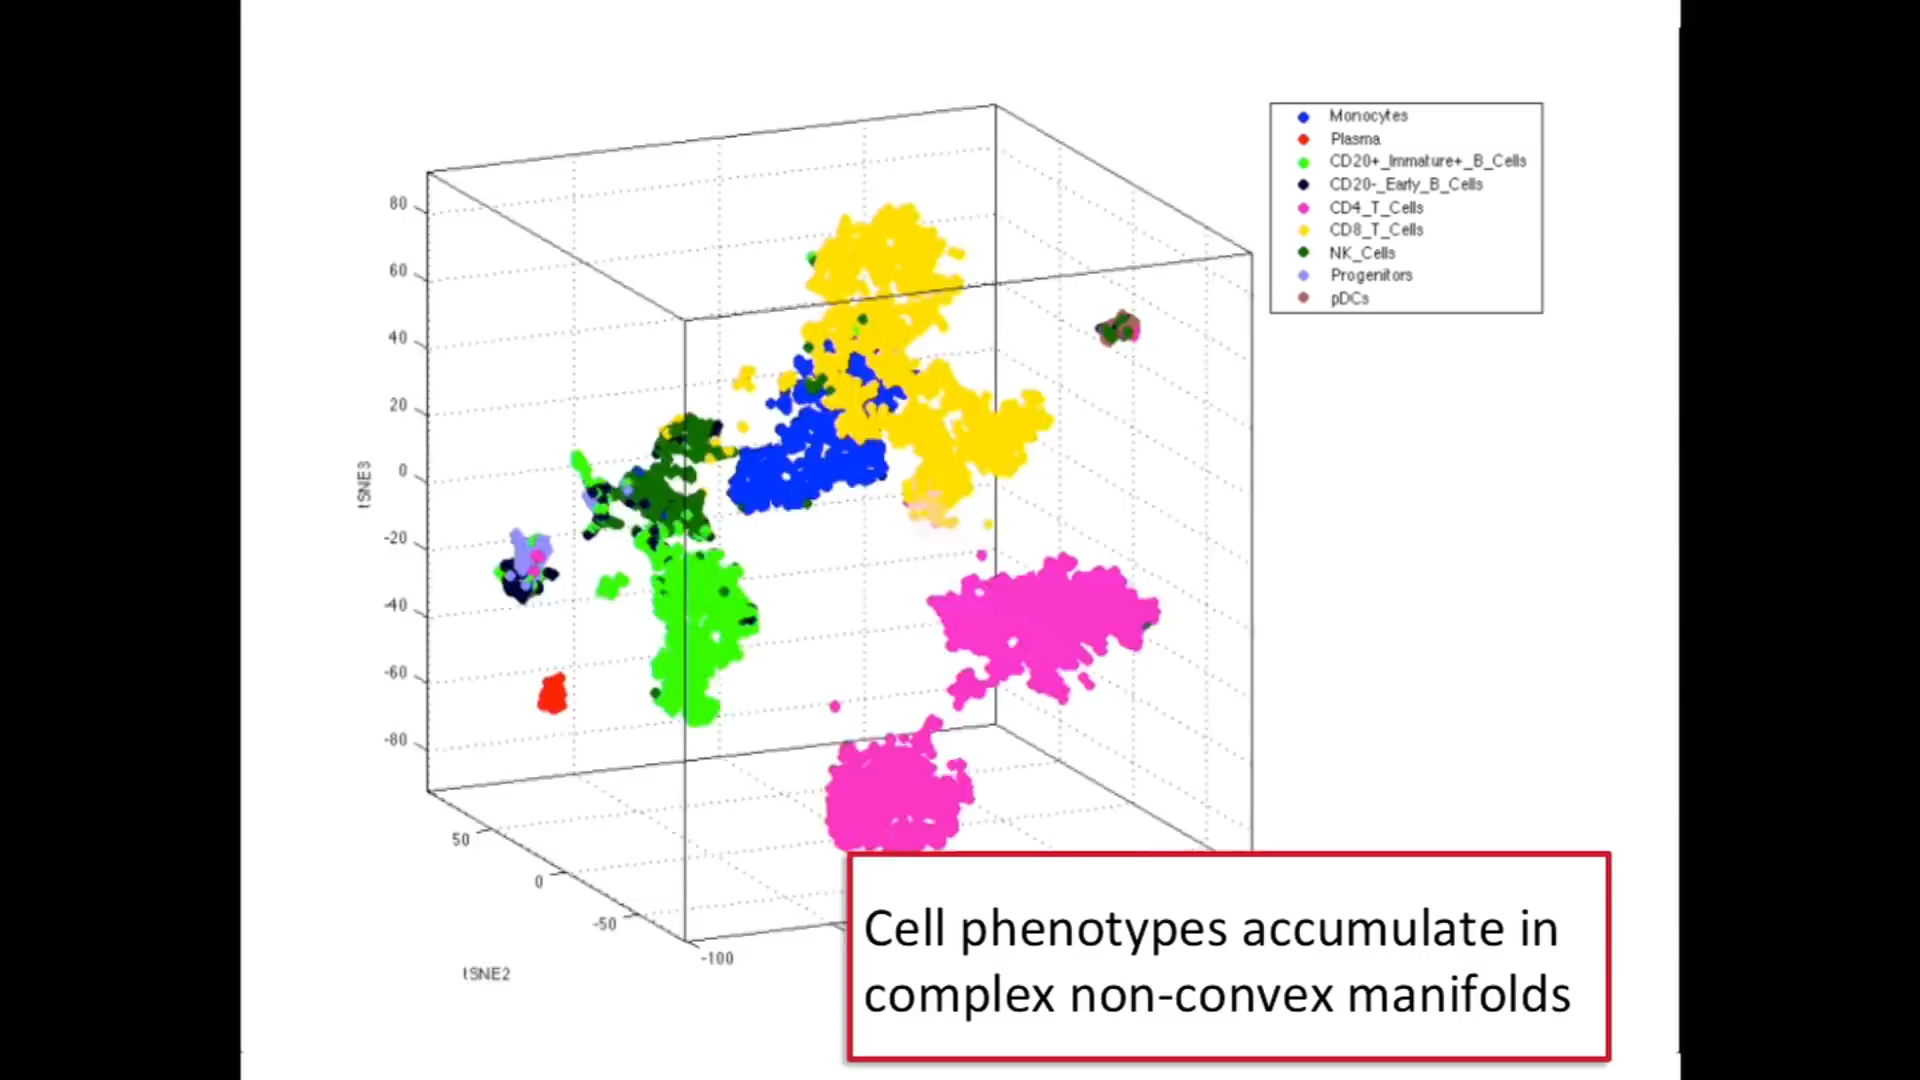 Monocytes
Plasma
CD20+_Immature+_B_Cells
CD20-_Early_B_Cells
CD4_T_Cells
CD8_T_Cells
NK_Cells
Progenitors
pDCs
80
60
40
20
0
-20
-40
-60
-80
tSNE3
50
0
-50
-100
tSNE2
Cell phenotypes accumulate in
complex non-convex manifolds